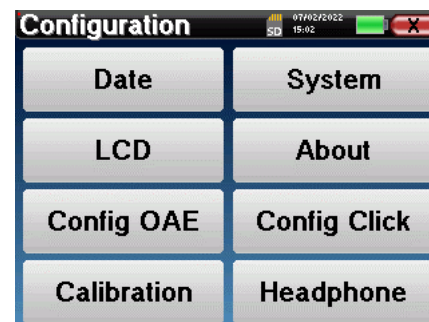 Configuration SD 07/02/2022 X
15:02
Date System
LCD About
Config OAE Config Click
Calibration Headphone